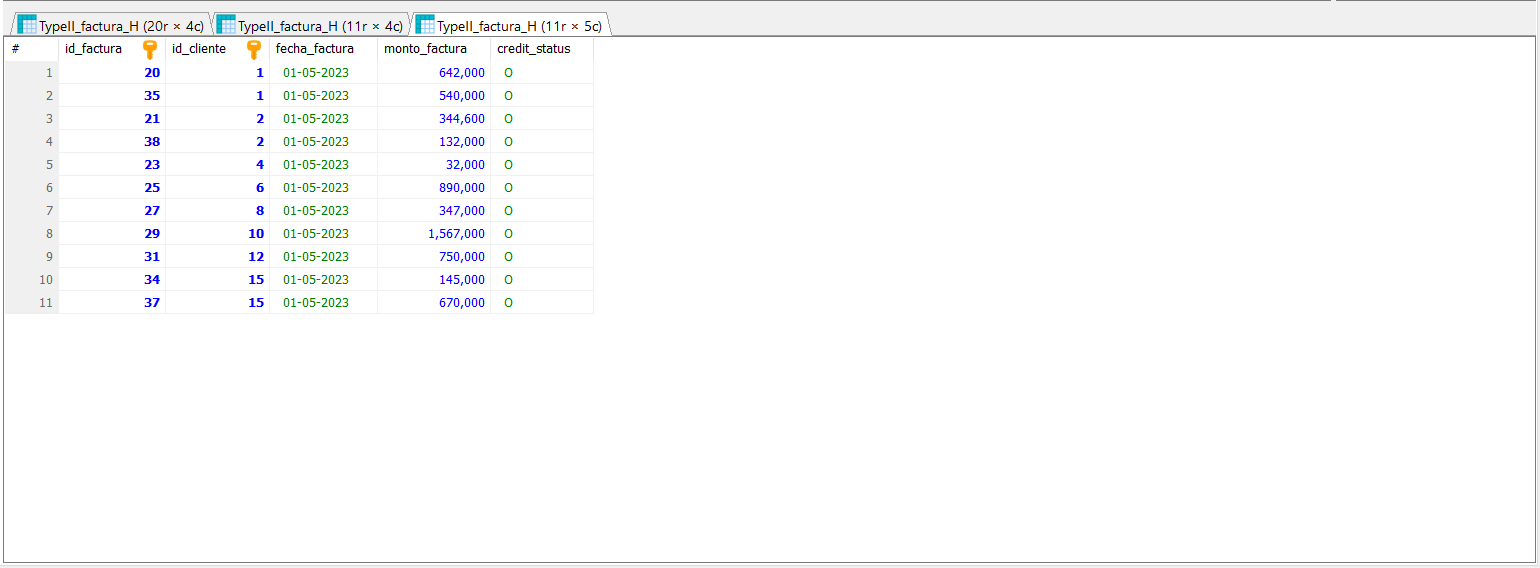 TypeII_factura_H (20r × 4c) TypeII_factura_H (11r × 4c) TypeII_factura_H (11r × 5c)
# id_factura id_cliente fecha_factura monto_factura credit_status
1 20 1 01-05-2023 642,000 O
2 35 1 01-05-2023 540,000 O
3 21 2 01-05-2023 344,600 O
4 38 2 01-05-2023 132,000 O
5 23 4 01-05-2023 32,000 O
6 25 6 01-05-2023 890,000 O
7 27 8 01-05-2023 347,000 O
8 29 10 01-05-2023 1,567,000 O
9 31 12 01-05-2023 750,000 O
10 34 15 01-05-2023 145,000 O
11 37 15 01-05-2023 670,000 O